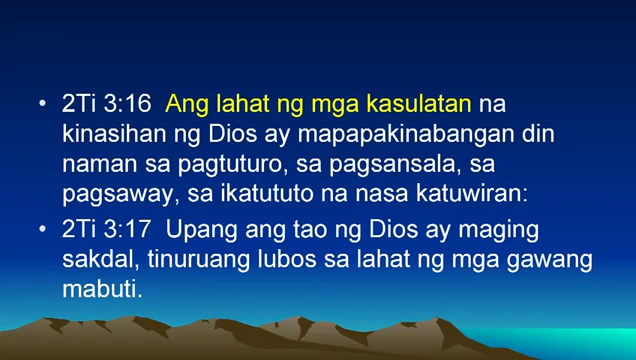 • 2Ti 3:16  Ang lahat ng mga kasulatan na
kinasihan ng Dios ay mapapakinabangan din
naman sa pagtuturo, sa pagsansala, sa
pagsaway, sa ikatututo na nasa katuwiran:
• 2Ti 3:17  Upang ang tao ng Dios ay maging
sakdal, tinuruang lubos sa lahat ng mga gawang
mabuti.